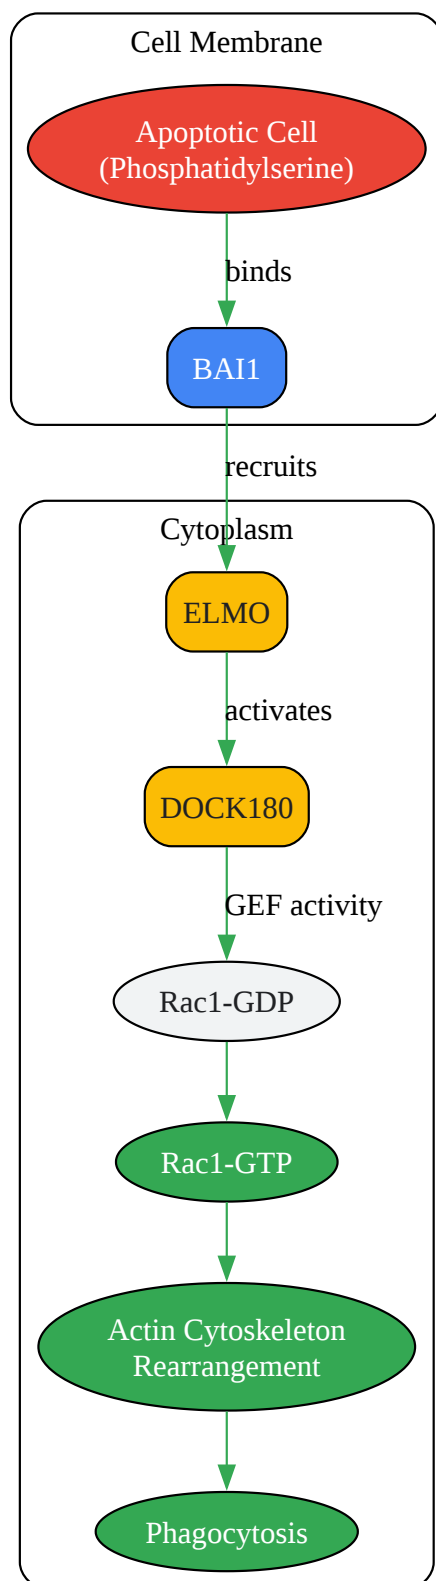 Cell Membrane
Apoptotic Cell
(Phosphatidylserine)
binds
BAI1
recruits
Cytoplasm
ELMO
activates
DOCK180
GEF activity
Rac1-GDP
Rac1-GTP
Actin Cytoskeleton
Rearrangement
Phagocytosis